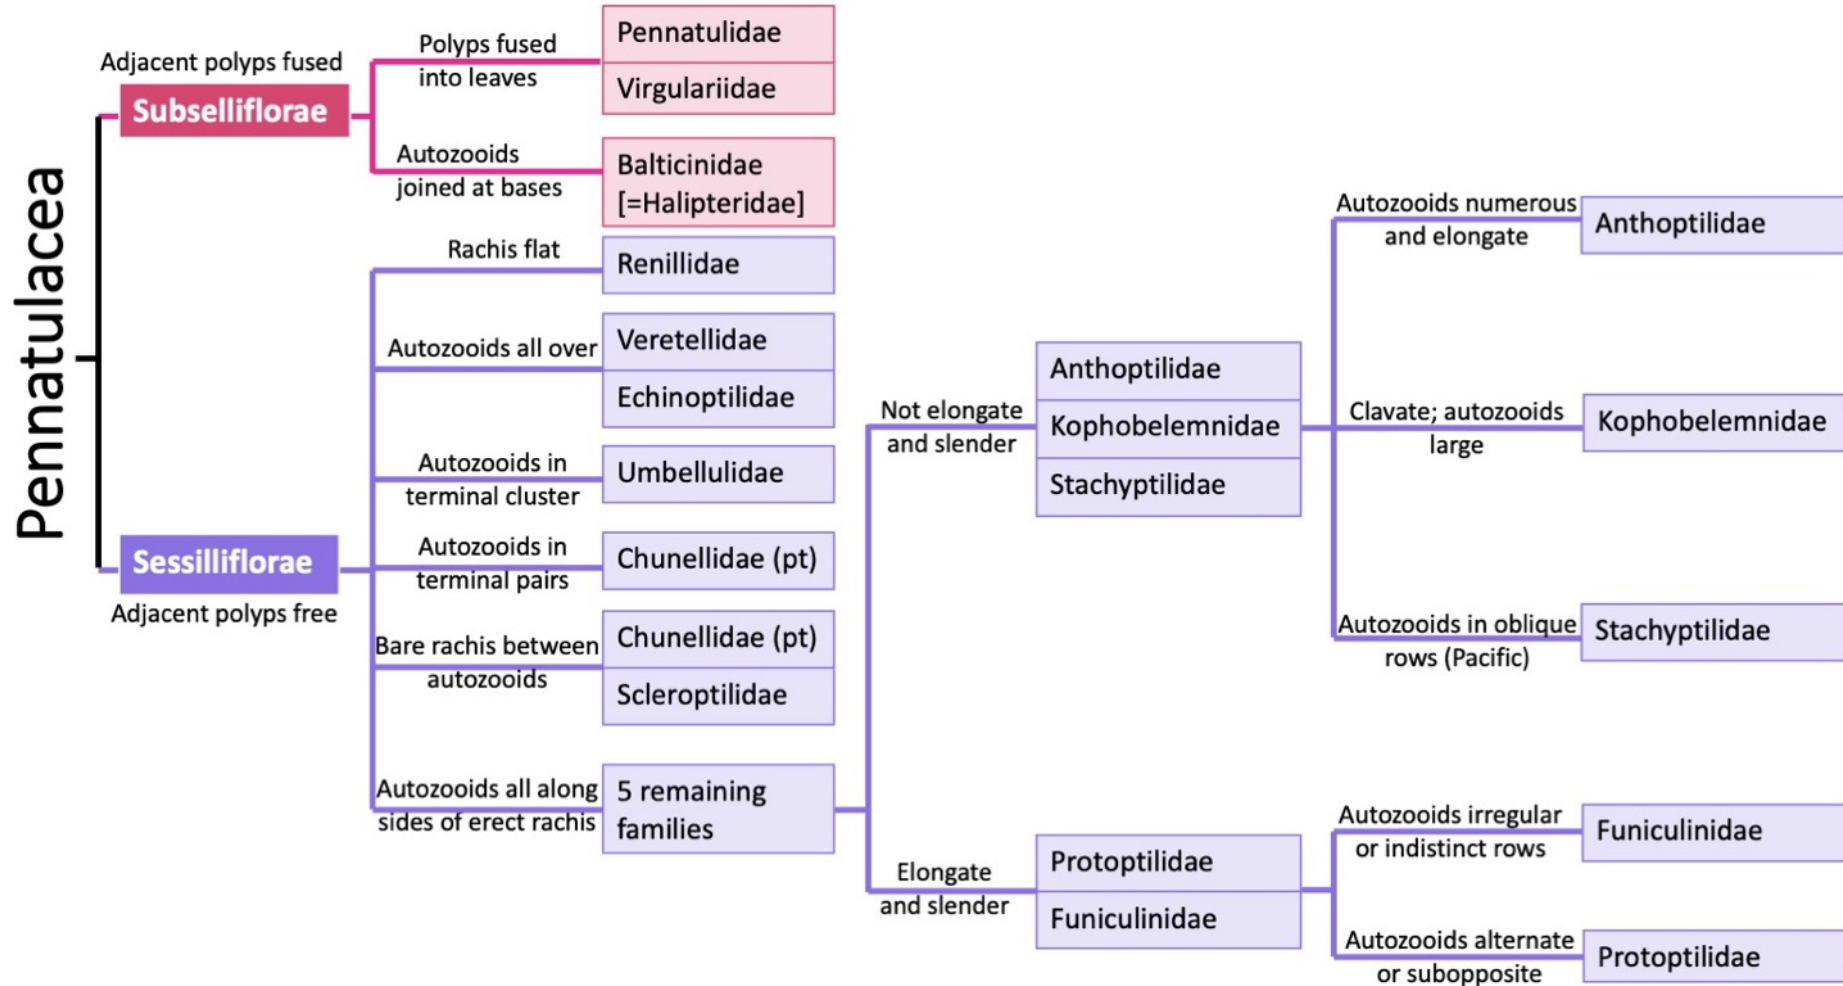 Pennatulacea
Adjacent polyps fused
Subselliflorae
Polyps fused
into leaves
Pennatulidae
Virgulariidae
Autozooids
joined at bases
Balticinidae
[=Halipteridae]
Sessilliflorae
Adjacent polyps free
Rachis flat
Renillidae
Autozooids all over
Veretellidae
Echinoptilidae
Autozooids in
terminal cluster
Umbellulidae
Autozooids in
terminal pairs
Chunellidae (pt)
Bare rachis between
autozooids
Chunellidae (pt)
Scleroptilidae
Autozooids all along
sides of erect rachis
5 remaining
families
Not elongate
and slender
Anthoptilidae
Kophobelemnidae
Stachyptilidae
Autozooids numerous
and elongate
Anthoptilidae
Clavate; autozooids
large
Kophobelemnidae
Autozooids in oblique
rows (Pacific)
Stachyptilidae
Elongate
and slender
Protoptilidae
Funiculinidae
Autozooids irregular
or indistinct rows
Funiculinidae
Autozooids alternate
or subopposite
Protoptilidae